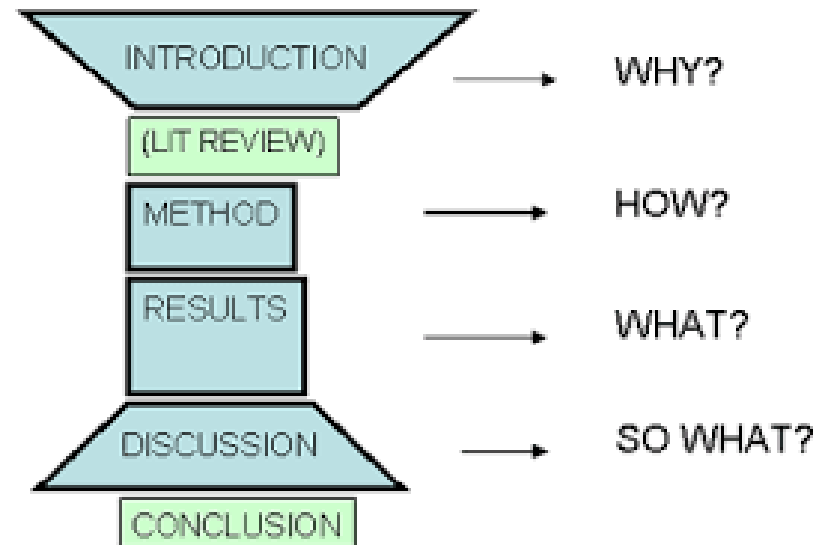 INTRODUCTION
WHY?
(LIT REVIEW)
METHOD
HOW?
RESULTS
WHAT?
DISCUSSION
SO WHAT?
CONCLUSION